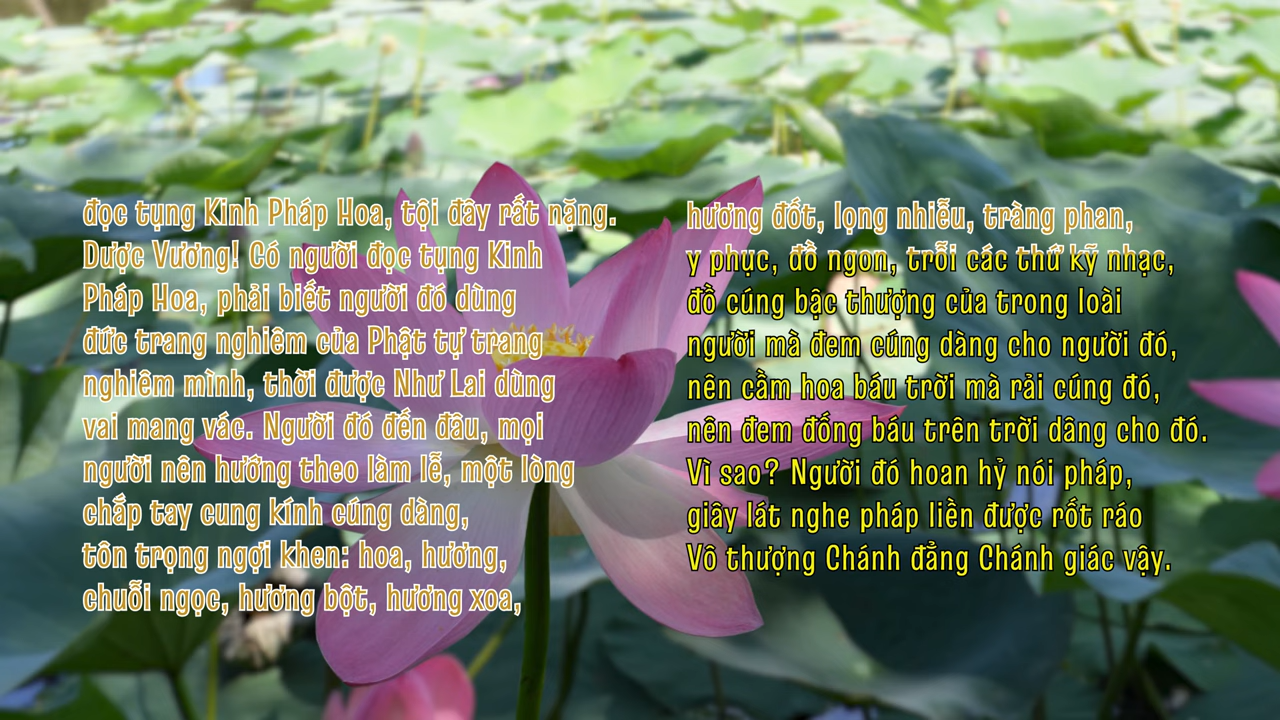 đọc tụng Kinh Pháp Hoa, tội đây rất nặng.
Dược Vương! Có người đọc tụng Kinh
Pháp Hoa, phải biết người đó dùng
đức trang nghiêm của Phật tự trang
nghiêm mình, thời được Như Lai dùng
vai mang vác. Người đó đến đâu, mọi
người nên hướng theo làm lễ, một lòng
chắp tay cung kính cúng dàng,
tôn trọng ngợi khen: hoa, hương,
chuỗi ngọc, hương bột, hương xoa,
hương đốt, lọng nhiễu, tràng phan,
y phục, đồ ngon, trỗi các thứ kỹ nhạc,
đồ cúng bậc thượng của trong loài
người mà đem cúng dàng cho người đó,
nên cầm hoa báu trời mà rải cúng đó,
nên đem đống báu trên trời dâng cho đó.
Vì sao? Người đó hoan hỷ nói pháp,
giây lát nghe pháp liền được rốt ráo
Vô thượng Chánh đẳng Chánh giác vậy.